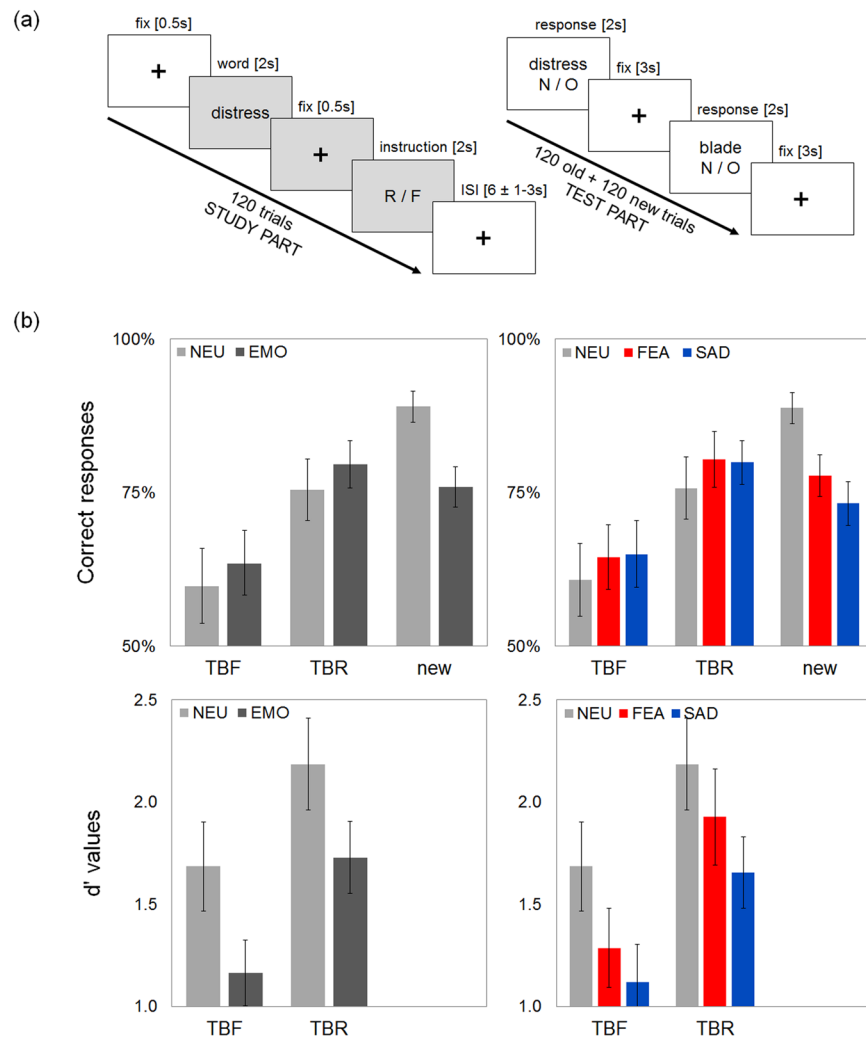 (a)
fix [0.5s]
+
word [2s]
distress
fix [0.5s]
+
instruction [2s]
R / F
ISI [6 ± 1-3s]
+
120 trials
STUDY PART
response [2s]
distress
N / O
fix [3s]
+
response [2s]
blade
N / O
fix [3s]
+
120 old + 120 new trials
TEST PART
(b)
Correct responses
100%
75%
50%
NEU EMO
TBF TBR new
100%
75%
50%
NEU FEA SAD
TBF TBR new
d' values
2.5
2.0
1.5
1.0
NEU EMO
TBF TBR
2.5
2.0
1.5
1.0
NEU FEA SAD
TBF TBR